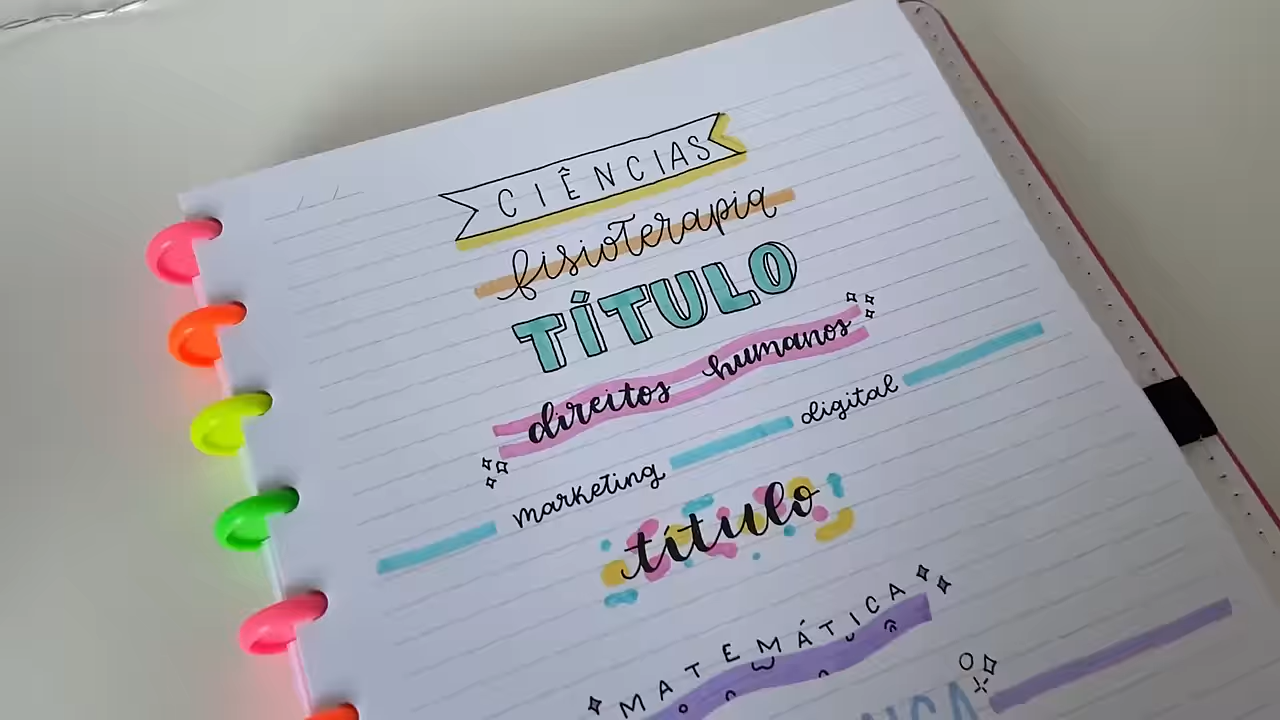 CIÊNCIAS
fisioterapia
TÍTULO
direitos humanos
marketing digital
título
MATEMÁTICA